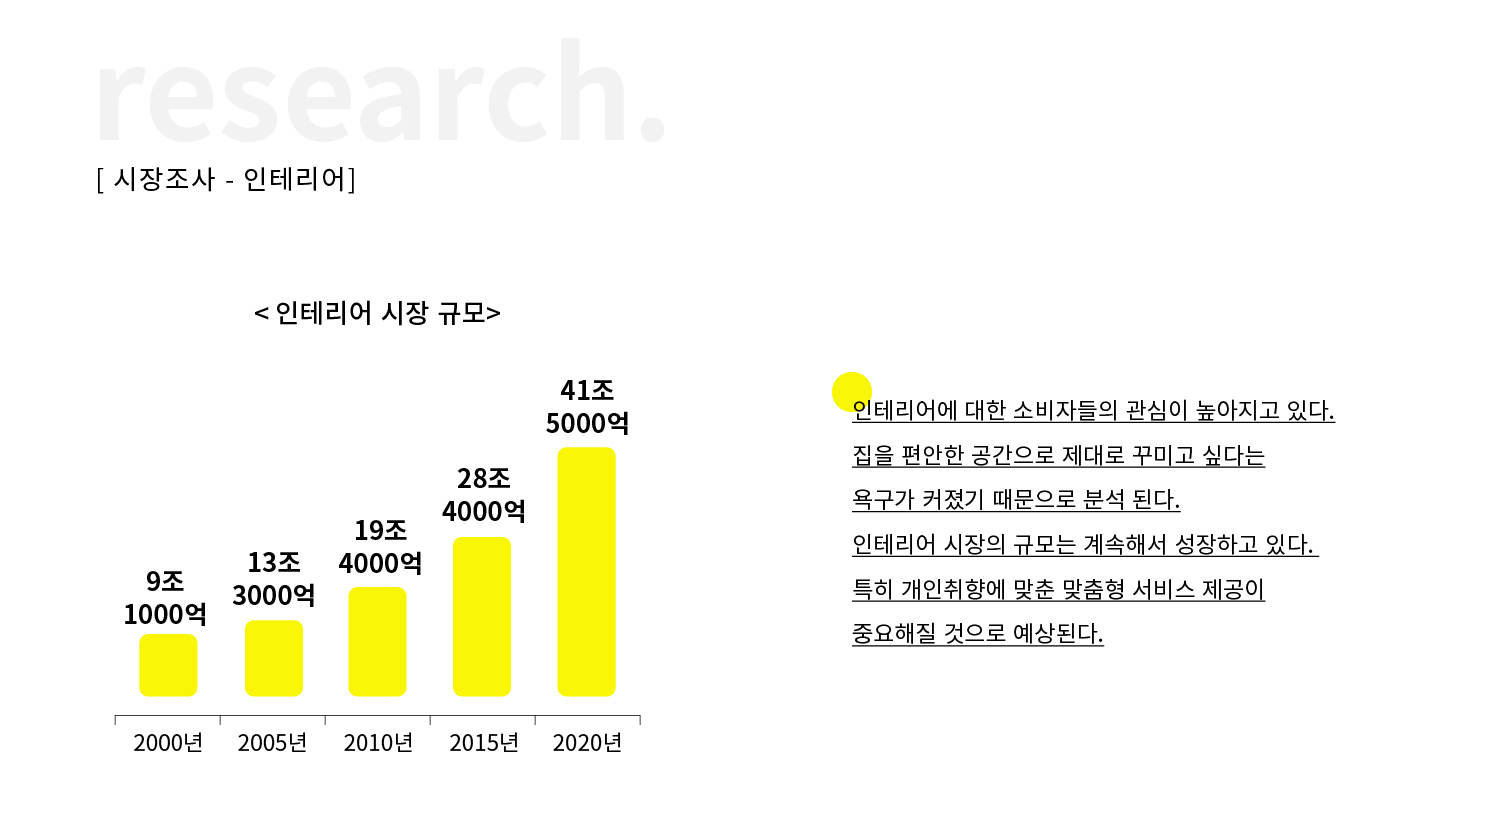 research.
[ 시장조사 - 인테리어]
< 인테리어 시장 규모>
9조
1000억
13조
3000억
19조
4000억
28조
4000억
41조
5000억
2000년
2005년
2010년
2015년
2020년
인테리어에 대한 소비자들의 관심이 높아지고 있다.
집을 편안한 공간으로 제대로 꾸미고 싶다는
욕구가 커졌기 때문으로 분석 된다.
인테리어 시장의 규모는 계속해서 성장하고 있다.
특히 개인취향에 맞춘 맞춤형 서비스 제공이
중요해질 것으로 예상된다.